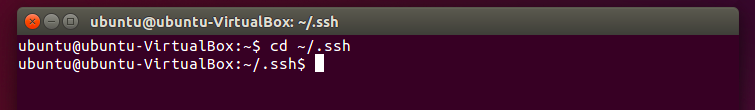 ubuntu@ubuntu-VirtualBox: ~/.ssh
ubuntu@ubuntu-VirtualBox:~$ cd ~/.ssh
ubuntu@ubuntu-VirtualBox:~/.ssh$